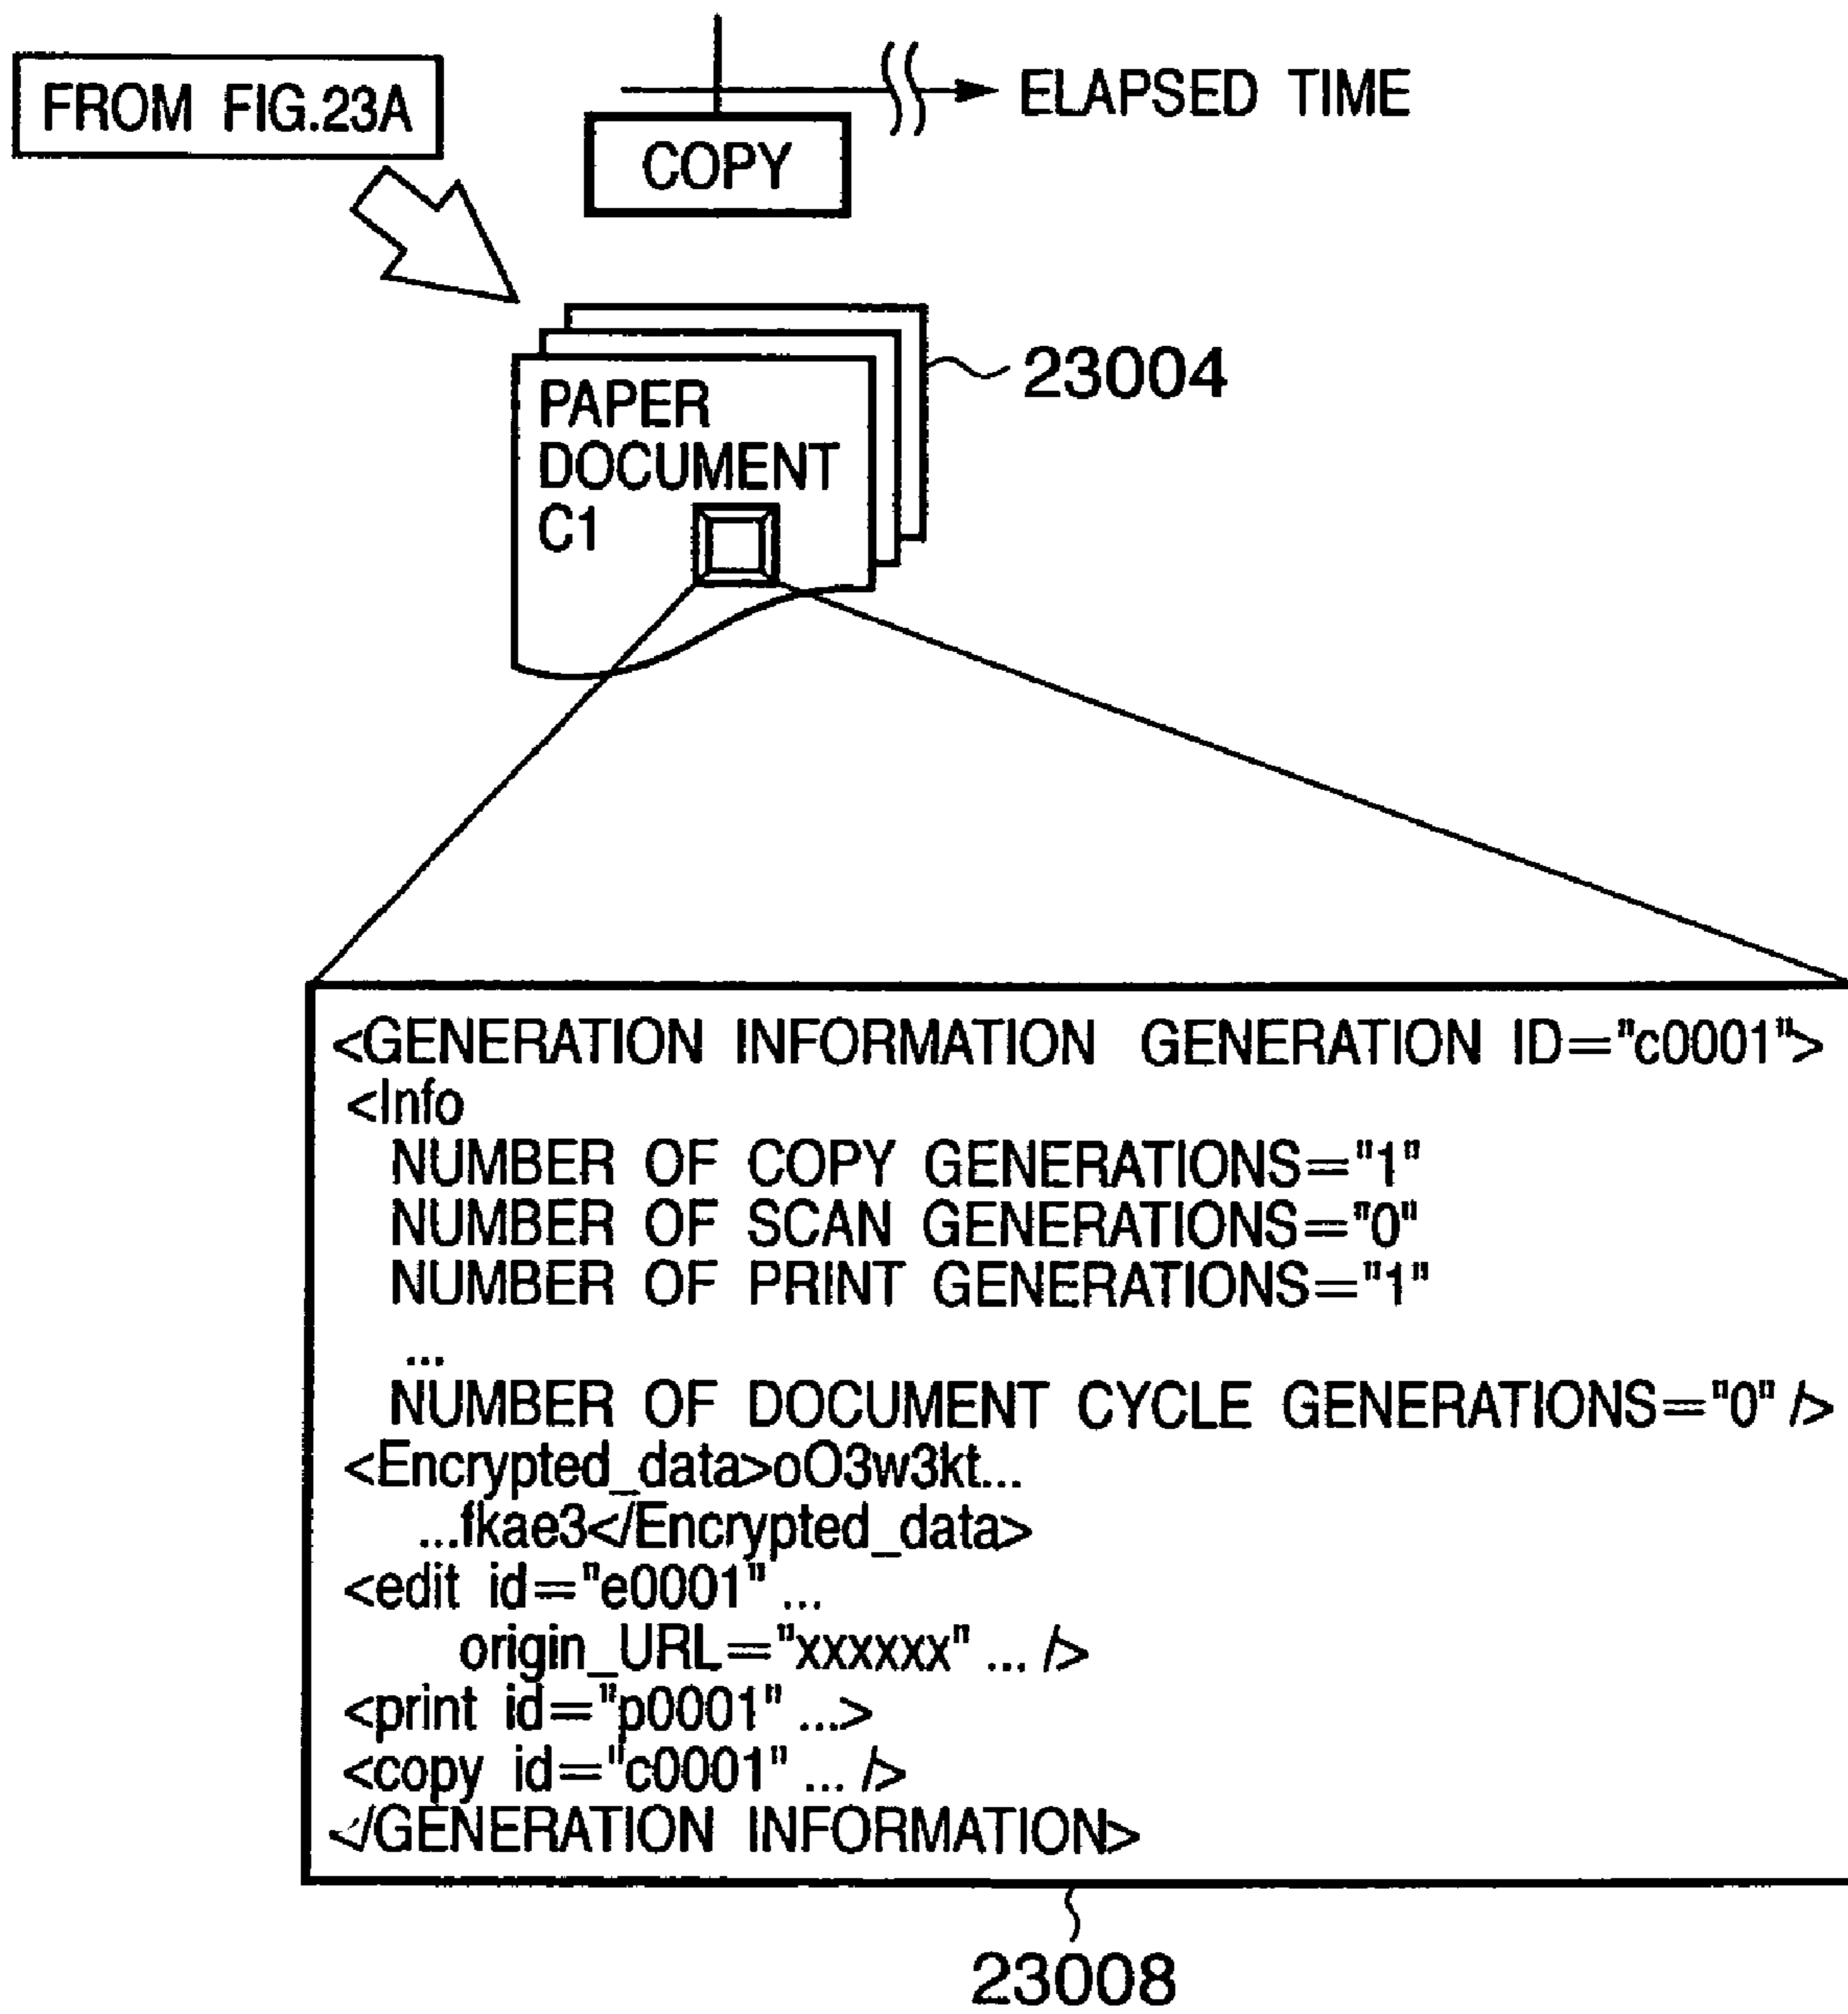 FROM FIG.23A
ELAPSED TIME
COPY
23004
PAPER
DOCUMENT
C1
<GENERATION INFORMATION GENERATION ID="c0001">
<Info
NUMBER OF COPY GENERATIONS="1"
NUMBER OF SCAN GENERATIONS="0"
NUMBER OF PRINT GENERATIONS="1"
...
NUMBER OF DOCUMENT CYCLE GENERATIONS="0" />
<Encrypted_data>oO3w3kt...
...fkae3</Encrypted_data>
<edit id="e0001" ...
origin_URL="xxxxxx" ... />
<print id="p0001" ...>
<copy id="c0001" ... />
</GENERATION INFORMATION>
23008